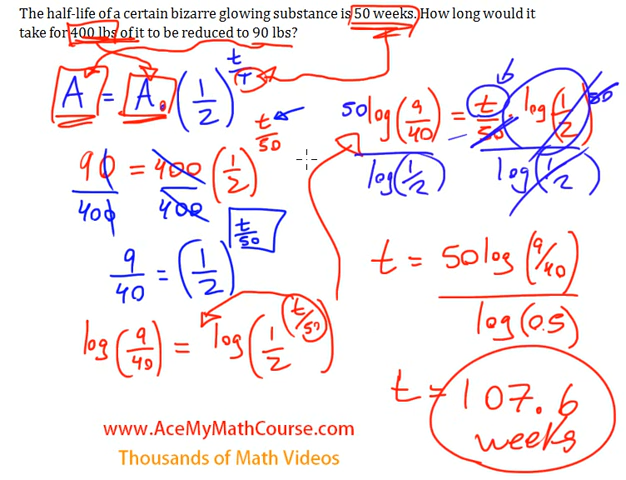 The half-life of a certain bizarre glowing substance is 50 weeks. How long would it
take for 400 lbs of it to be reduced to 90 lbs?
A = A₀ (1/2)^(t/T)
90/400 = 400/400 (1/2)^(t/50)
9/40 = (1/2)^(t/50)
log(9/40) = log(1/2^(t/50))
50 log(9/40) / log(1/2) = t/50 · log(1/2) 50 / log(1/2)
t = 50 log(9/40) / log(0.5)
t = 107.6
weeks
www.AceMyMathCourse.com
Thousands of Math Videos